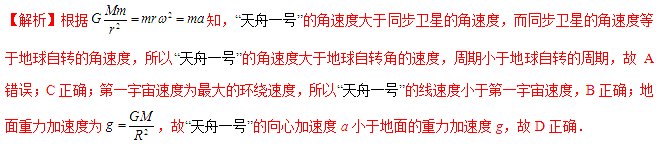 【解析】根据 $G\frac{Mm}{r^2}=mr\omega^2=ma$ 知，“天舟一号”的角速度大于同步卫星的角速度，而同步卫星的角速度等
于地球自转的角速度，所以“天舟一号”的角速度大于地球自转角的速度，周期小于地球自转的周期，故 A
错误；C 正确；第一宇宙速度为最大的环绕速度，所以“天舟一号”的线速度小于第一宇宙速度，B 正确；地
面重力加速度为 $g=\frac{GM}{R^2}$，故“天舟一号”的向心加速度 a 小于地面的重力加速度 g，故 D 正确．